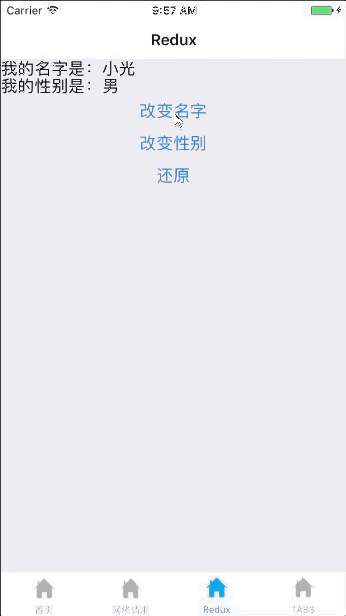 Carrier 9:57 AM
Redux
我的名字是：小光
我的性别是：男
改变名字
改变性别
还原
首页 网络请求 Redux TABS